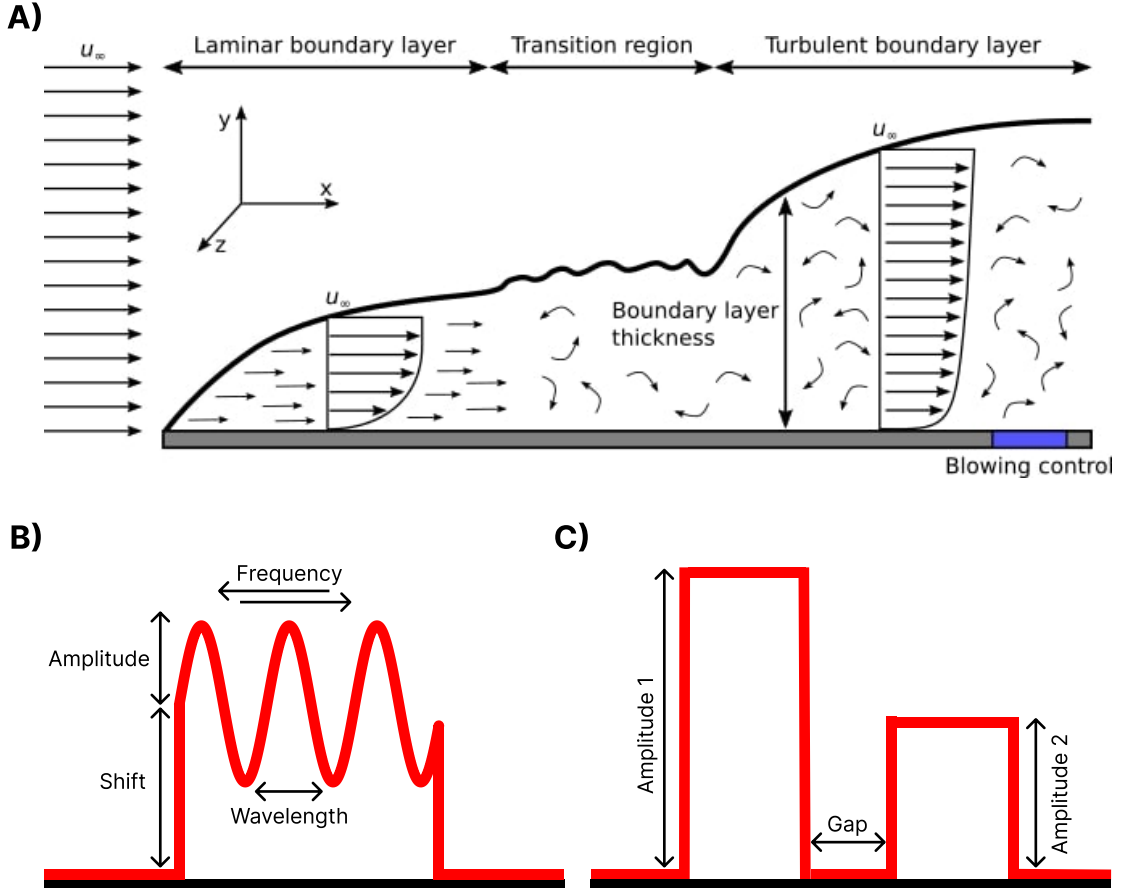 A)
u∞
Laminar boundary layer
Transition region
Turbulent boundary layer
y
x
z
u∞
u∞
Boundary layer
thickness
Blowing control
B)
Frequency
Amplitude
Shift
Wavelength
C)
Amplitude 1
Gap
Amplitude 2